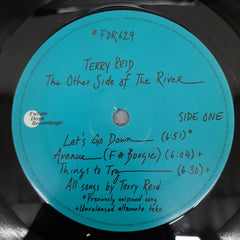 #FDR629
TERRY REID
The Other Side of The River
Future Days Recordings
SIDE ONE
Let's Go Down (6:51)*
Avenue (F# Boogie) (6:04)+
Things to Try (6:30)+
All songs by Terry Reid.
*Previously unissued song
+Unreleased alternate take